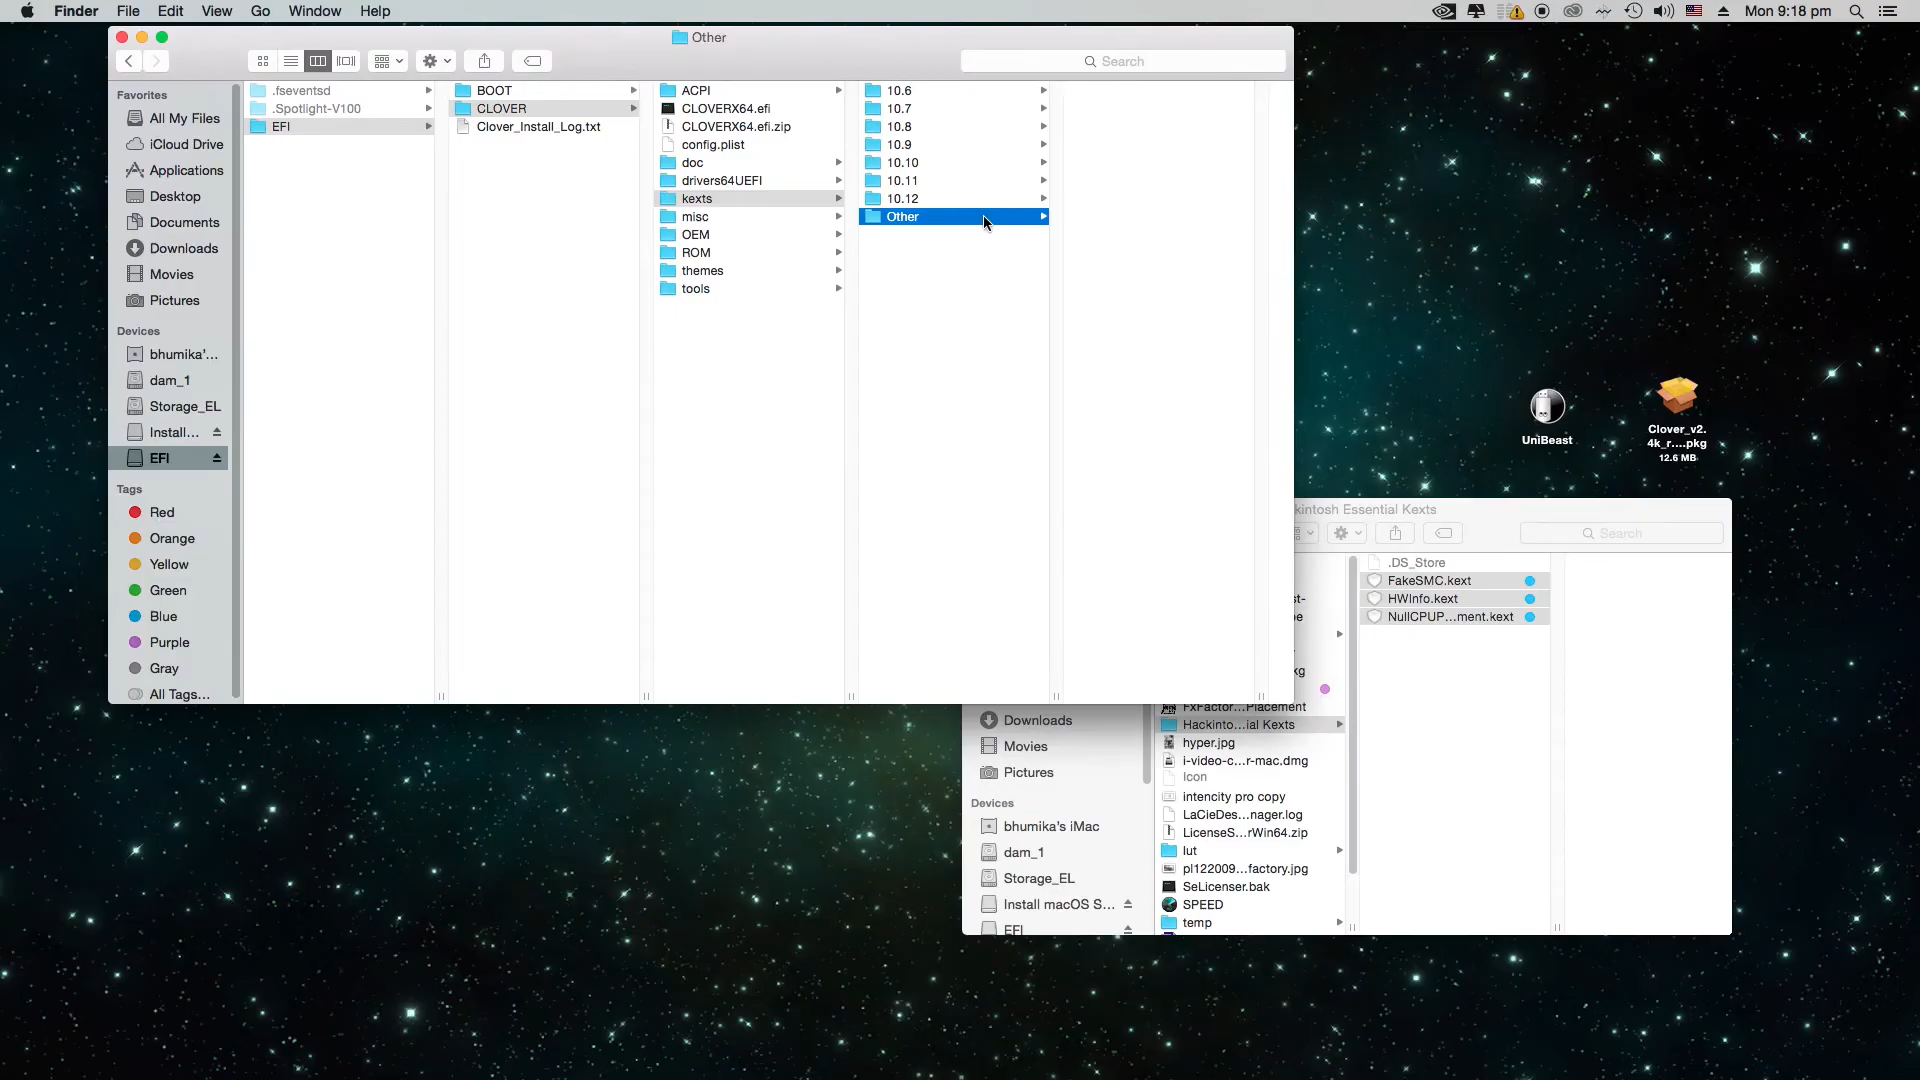 Finder File Edit View Go Window Help
Mon 9:18 pm
Other
Search
Favorites
All My Files
iCloud Drive
Applications
Desktop
Documents
Downloads
Movies
Pictures
Devices
bhumika’...
dam_1
Storage_EL
Install...
EFI
Tags
Red
Orange
Yellow
Green
Blue
Purple
Gray
All Tags...
.fseventsd
.Spotlight-V100
EFI
BOOT
CLOVER
Clover_Install_Log.txt
ACPI
CLOVERX64.efi
CLOVERX64.efi.zip
config.plist
doc
drivers64UEFI
kexts
misc
OEM
ROM
themes
tools
10.6
10.7
10.8
10.9
10.10
10.11
10.12
Other
UniBeast
Clover_v2.
4k_r....pkg
12.6 MB
kintosh Essential Kexts
Search
st-
pe
kg
.DS_Store
FakeSMC.kext
HWInfo.kext
NullCPUP...ment.kext
Downloads
Movies
Pictures
Devices
bhumika’s iMac
dam_1
Storage_EL
Install macOS S...
EFI
FxFactor...Placement
Hackinto...ial Kexts
hyper.jpg
i-video-c...r-mac.dmg
Icon
intencity pro copy
LaCieDes...nager.log
LicenseS...rWin64.zip
lut
pl122009...factory.jpg
SeLicenser.bak
SPEED
temp